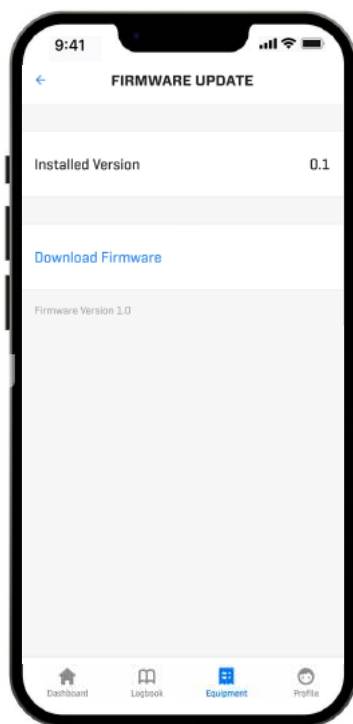 9:41
FIRMWARE UPDATE
Installed Version 0.1
Download Firmware
Firmware Version 1.0
Dashboard Logbook Equipment Profile